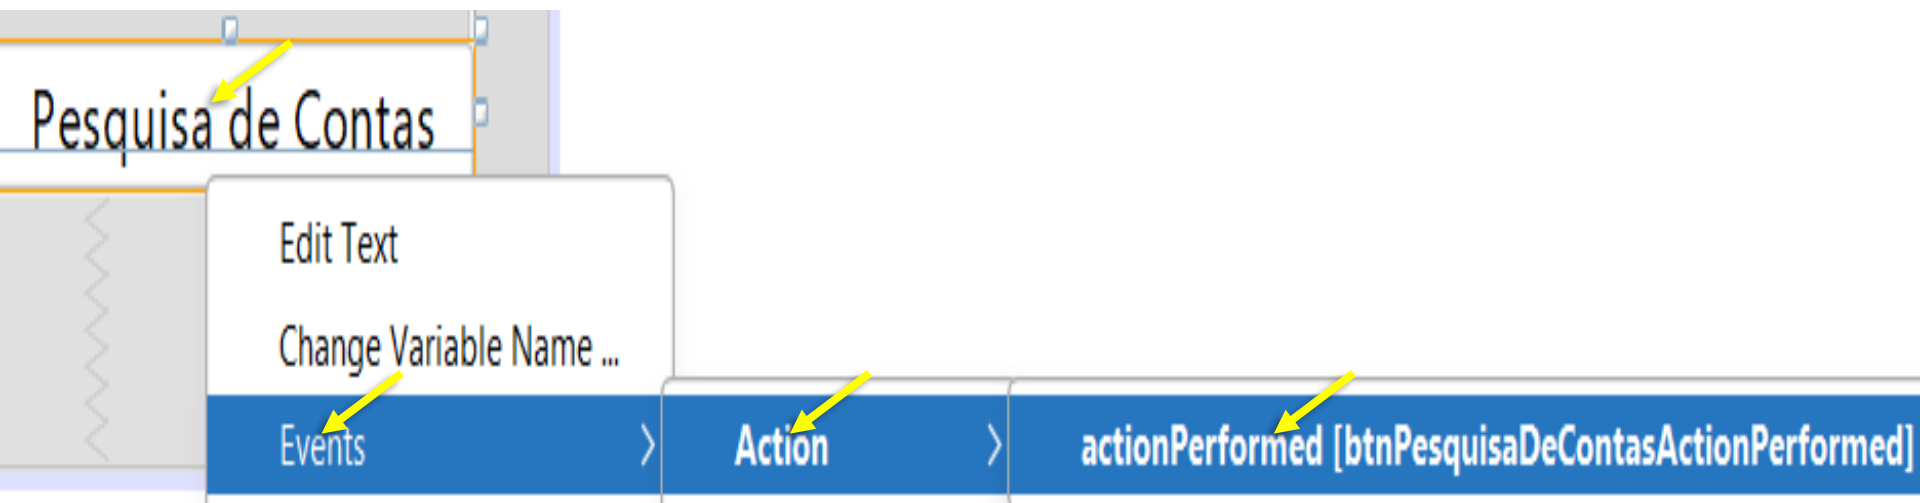 Pesquisa de Contas
Edit Text
Change Variable Name ...
Events
Action
actionPerformed [btnPesquisaDeContasActionPerformed]